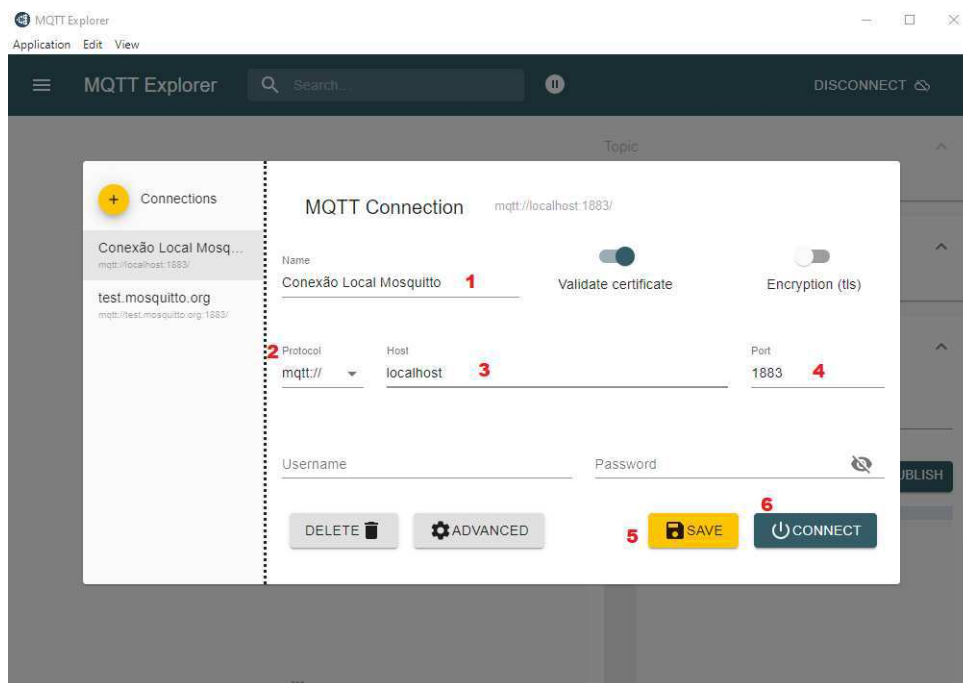 MQTT Explorer
Application Edit View
MQTT Explorer
Search...
DISCONNECT
Topic
+ Connections
MQTT Connection mqtt://localhost:1883/
Conexão Local Mosq...
mqtt://localhost:1883/
test.mosquitto.org
mqtt://test.mosquitto.org:1883/
Name
Conexão Local Mosquitto 1
Validate certificate
Encryption (tls)
2 Protocol
mqtt://
Host
localhost 3
Port
1883 4
Username
Password
UBLISH
DELETE
ADVANCED
5 SAVE
6
CONNECT